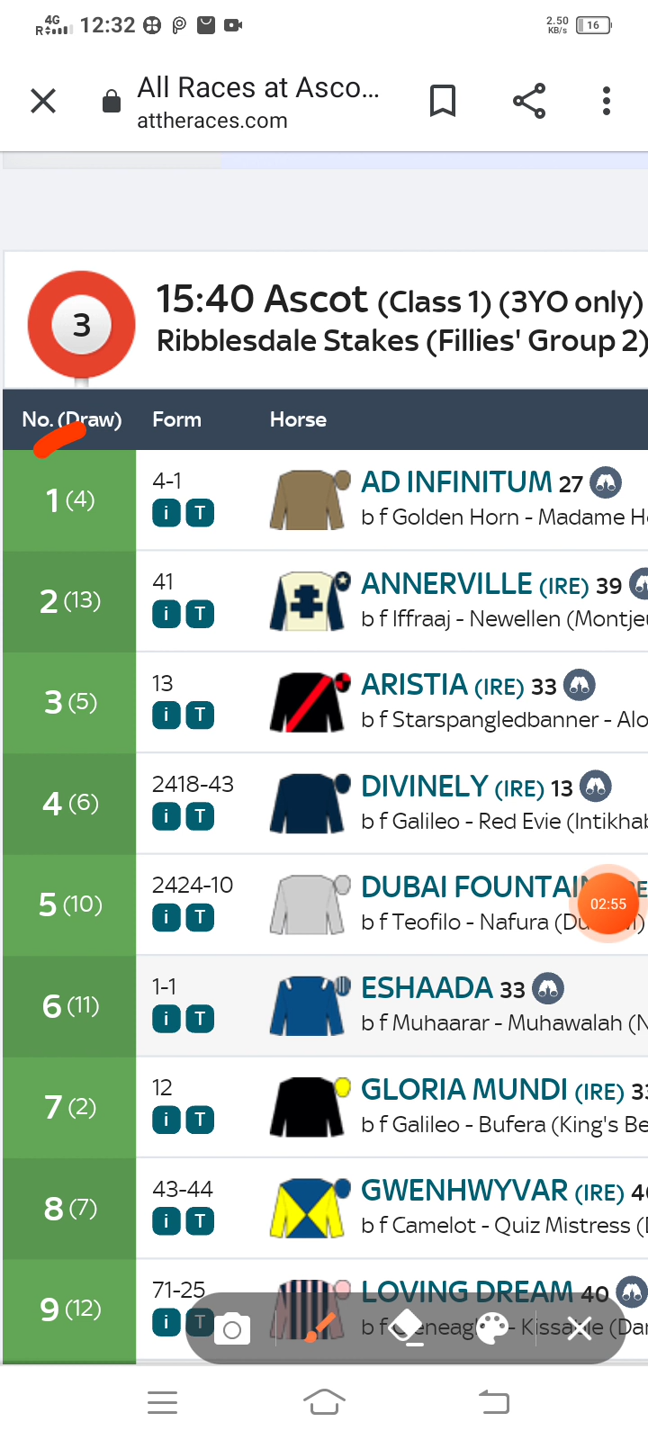 4G
R
12:32
2.50
KB/s
16
All Races at Asco...
attheraces.com
3
15:40 Ascot (Class 1) (3YO only)
Ribblesdale Stakes (Fillies' Group 2)
No. (Draw) Form Horse
1 (4) 4-1 AD INFINITUM 27
i T b f Golden Horn - Madame
2 (13) 41 ANNERVILLE (IRE) 39
i T b f Iffraaj - Newellen (Montjeu
3 (5) 13 ARISTIA (IRE) 33
i T b f Starspangledbanner - Alo
4 (6) 2418-43 DIVINELY (IRE) 13
i T b f Galileo - Red Evie (Intikhab
5 (10) 2424-10 DUBAI FOUNTAIN
02:55
i T b f Teofilo - Nafura
6 (11) 1-1 ESHAADA 33
i T b f Muhaarar - Muhawalah (N
7 (2) 12 GLORIA MUNDI (IRE) 33
i T b f Galileo - Bufera (King's Be
8 (7) 43-44 GWENHWYVAR (IRE)
i T b f Camelot - Quiz Mistress (
9 (12) 71-25 LOVING DREAM 40
i T b f